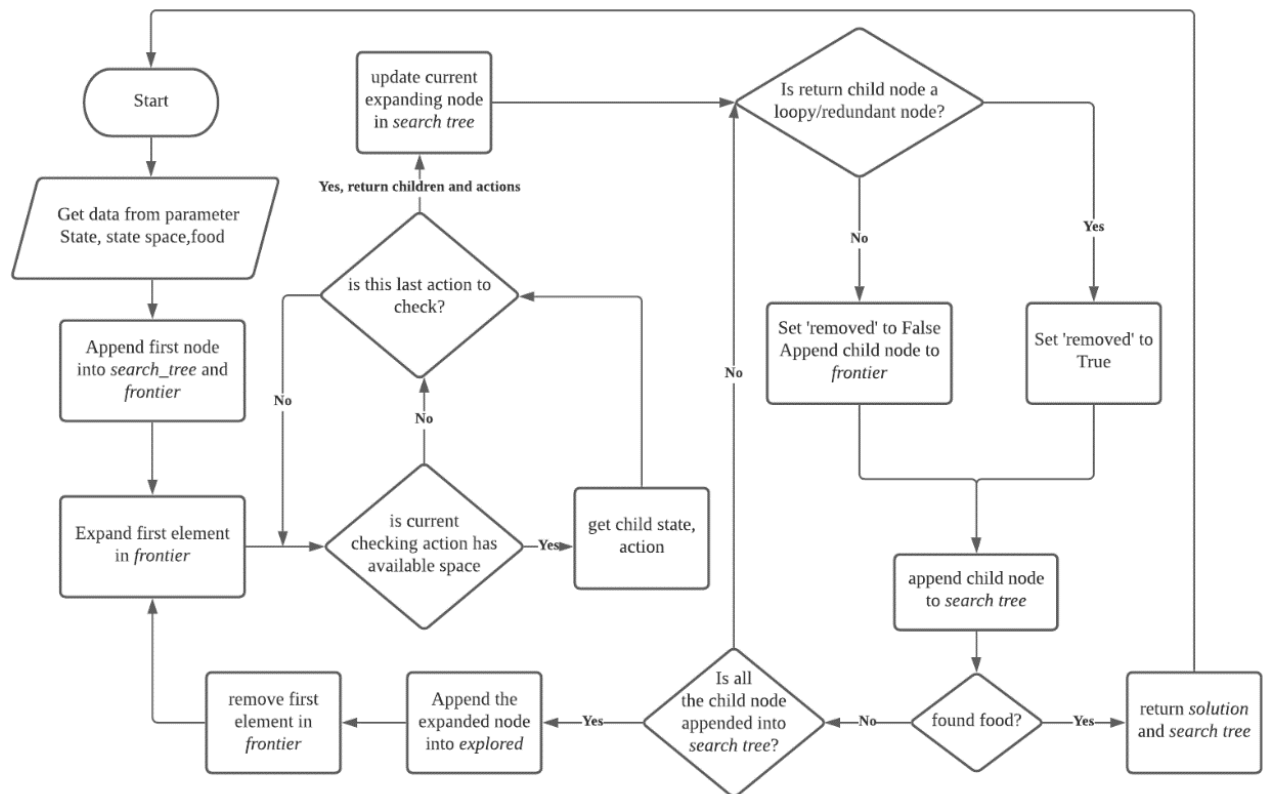 Start
Get data from parameter
State, state space,food
Append first node
into search_tree and
frontier
Expand first element
in frontier
is current
checking action has
available space
Yes
get child state,
action
No
is this last action to
check?
No
Yes, return children and actions
update current
expanding node
in search tree
Is return child node a
loopy/redundant node?
No
Yes
Set 'removed' to False
Append child node to
frontier
Set 'removed' to
True
append child node
to search tree
found food?
Yes
return solution
and search tree
No
Is all
the child node
appended into
search tree?
No
Yes
Append the
expanded node
into explored
remove first
element in
frontier